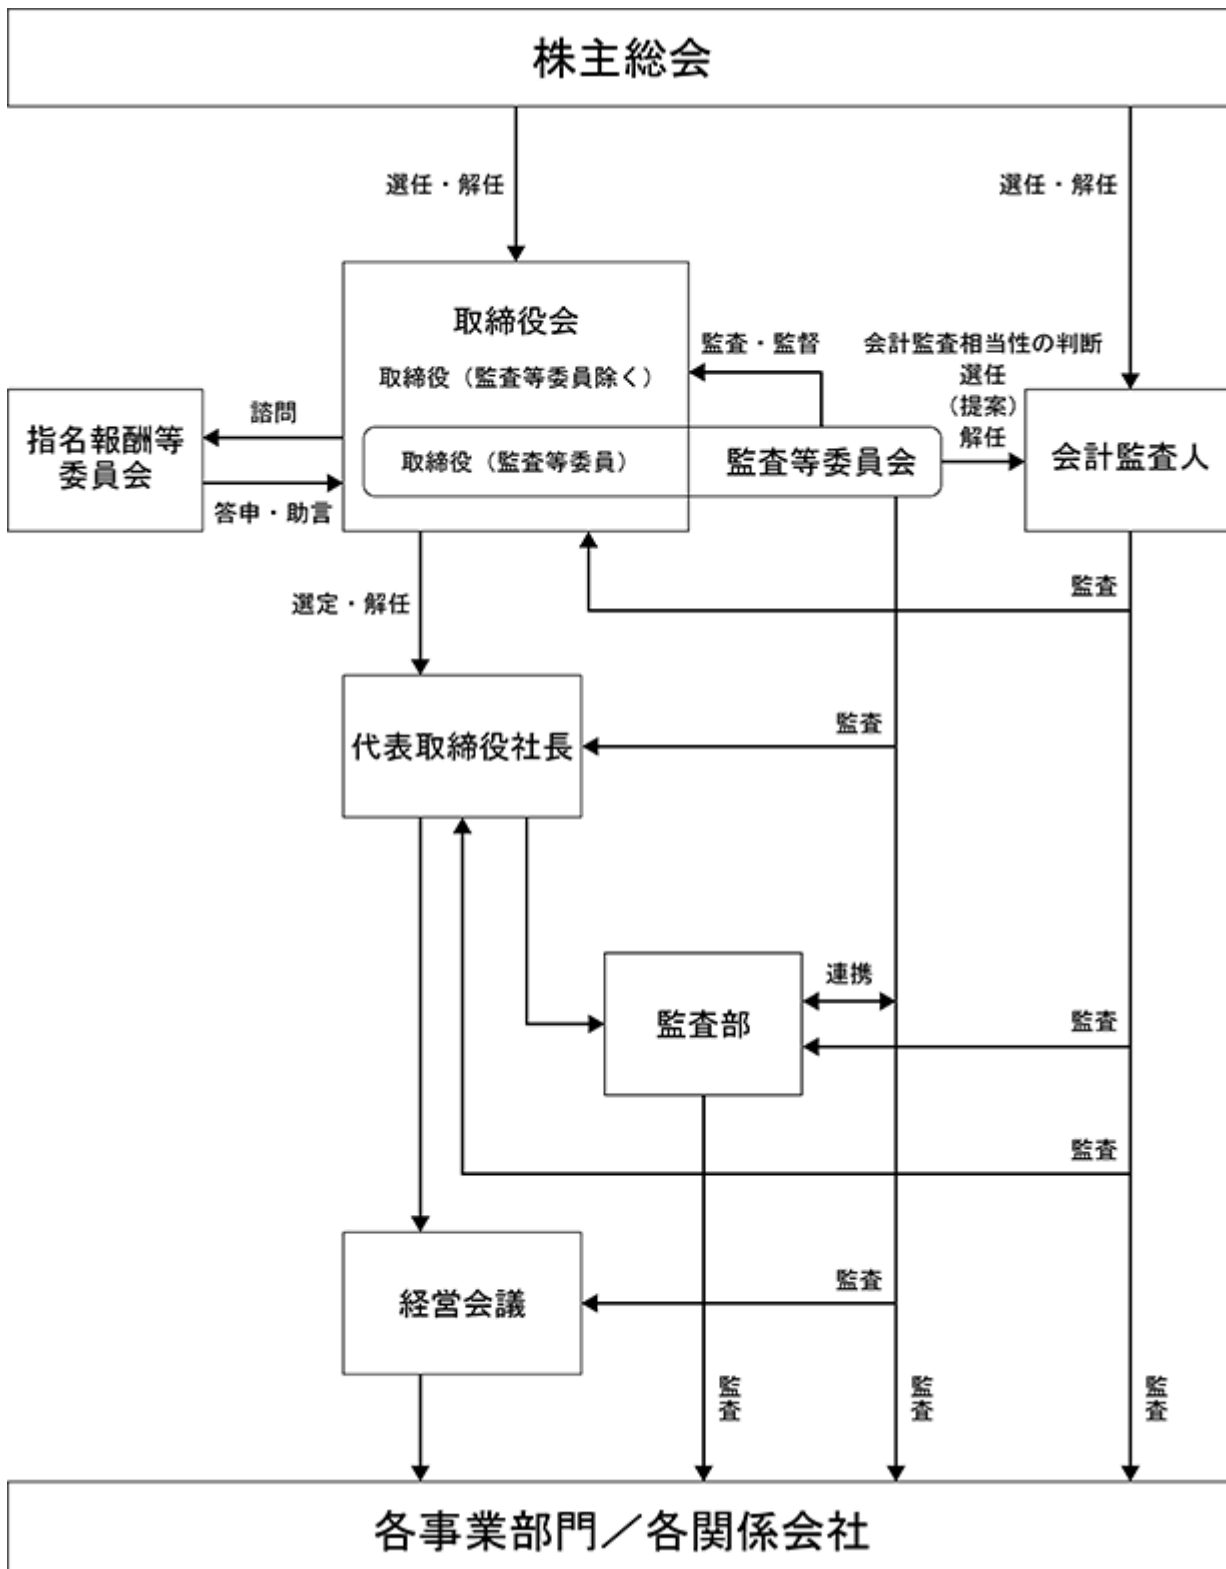 株主総会
選任・解任
選任・解任
取締役会
取締役（監査等委員除く）
監査・監督
会計監査相当性の判断
選任
（提案）
解任
指名報酬等
委員会
諮問
答申・助言
取締役（監査等委員）
監査等委員会
会計監査人
選定・解任
監査
代表取締役社長
監査
監査部
連携
監査
監査
経営会議
監査
監査
監査
監査
各事業部門／各関係会社